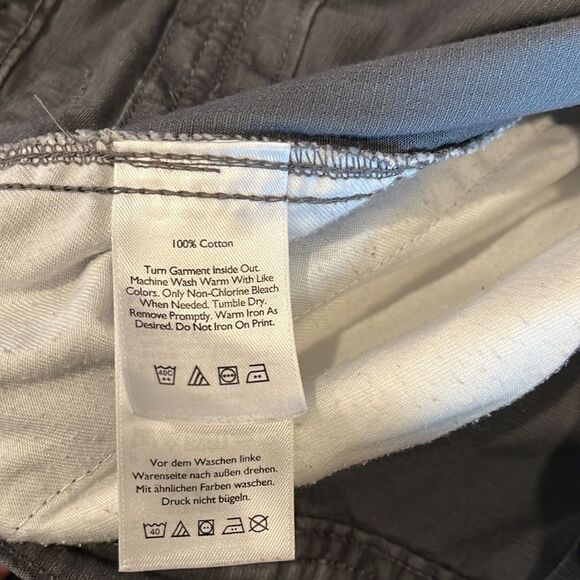 100% Cotton
Turn Garment Inside Out.
Machine Wash Warm With Like
Colors. Only Non-Chlorine Bleach
When Needed. Tumble Dry.
Remove Promptly. Warm Iron As
Desired. Do Not Iron On Print.
40C
Vor dem Waschen linke
Warenseite nach außen drehen.
Mit ähnlichen Farben waschen.
Druck nicht bügeln.
40